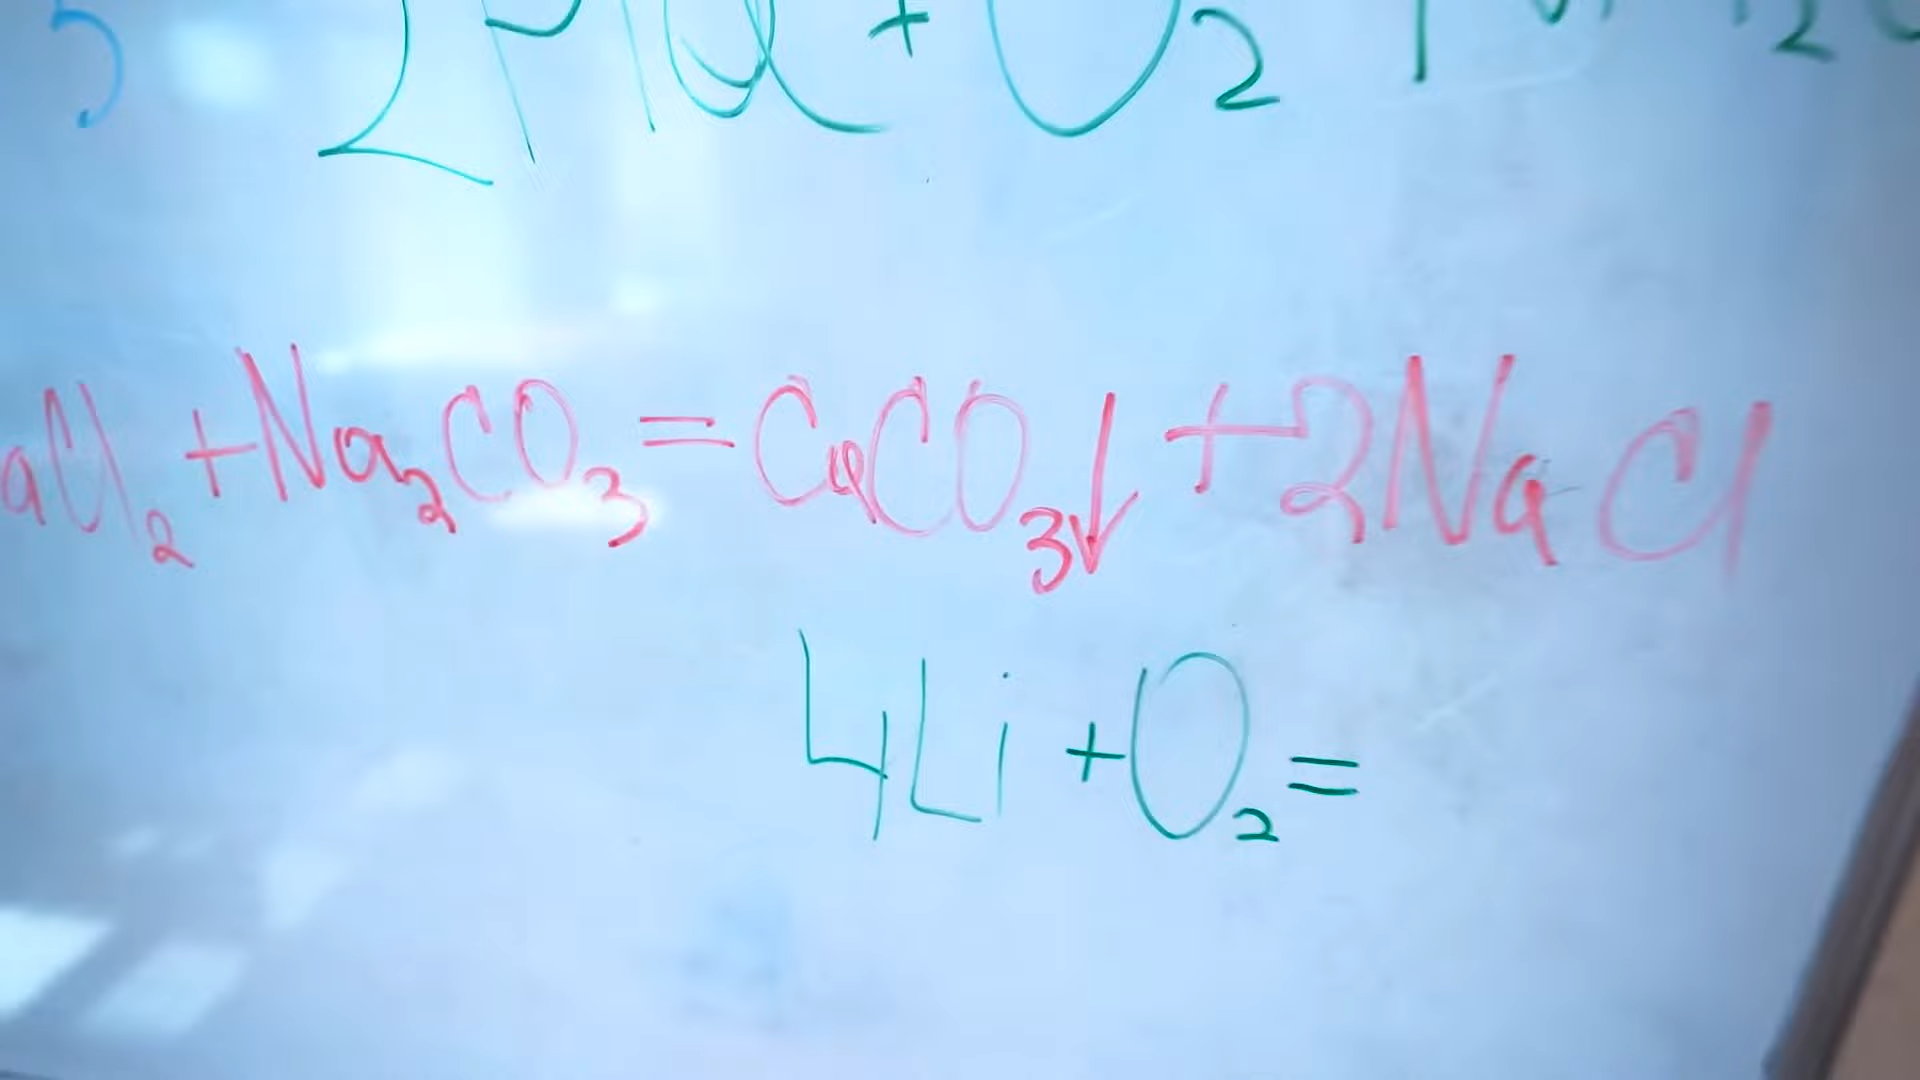 + O₂
aCl₂ + Na₂CO₃ = CaCO₃↓ + 2NaCl
4Li + O₂ =